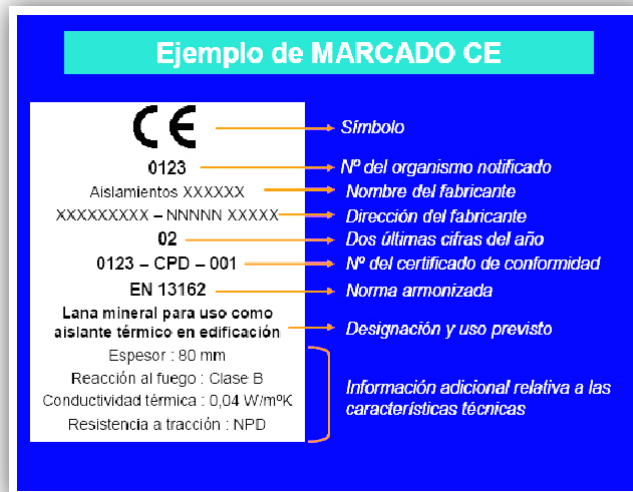 Ejemplo de MARCADO CE
CE
Símbolo
0123
Nº del organismo notificado
Aislamientos XXXXXX
Nombre del fabricante
XXXXXXXXX – NNNNN XXXXX
Dirección del fabricante
02
Dos últimas cifras del año
0123 – CPD – 001
Nº del certificado de conformidad
EN 13162
Norma armonizada
Lana mineral para uso como
aislante térmico en edificación
Designación y uso previsto
Espesor : 80 mm
Reacción al fuego : Clase B
Conductividad térmica : 0,04 W/mºK
Resistencia a tracción : NPD
Información adicional relativa a las
características técnicas